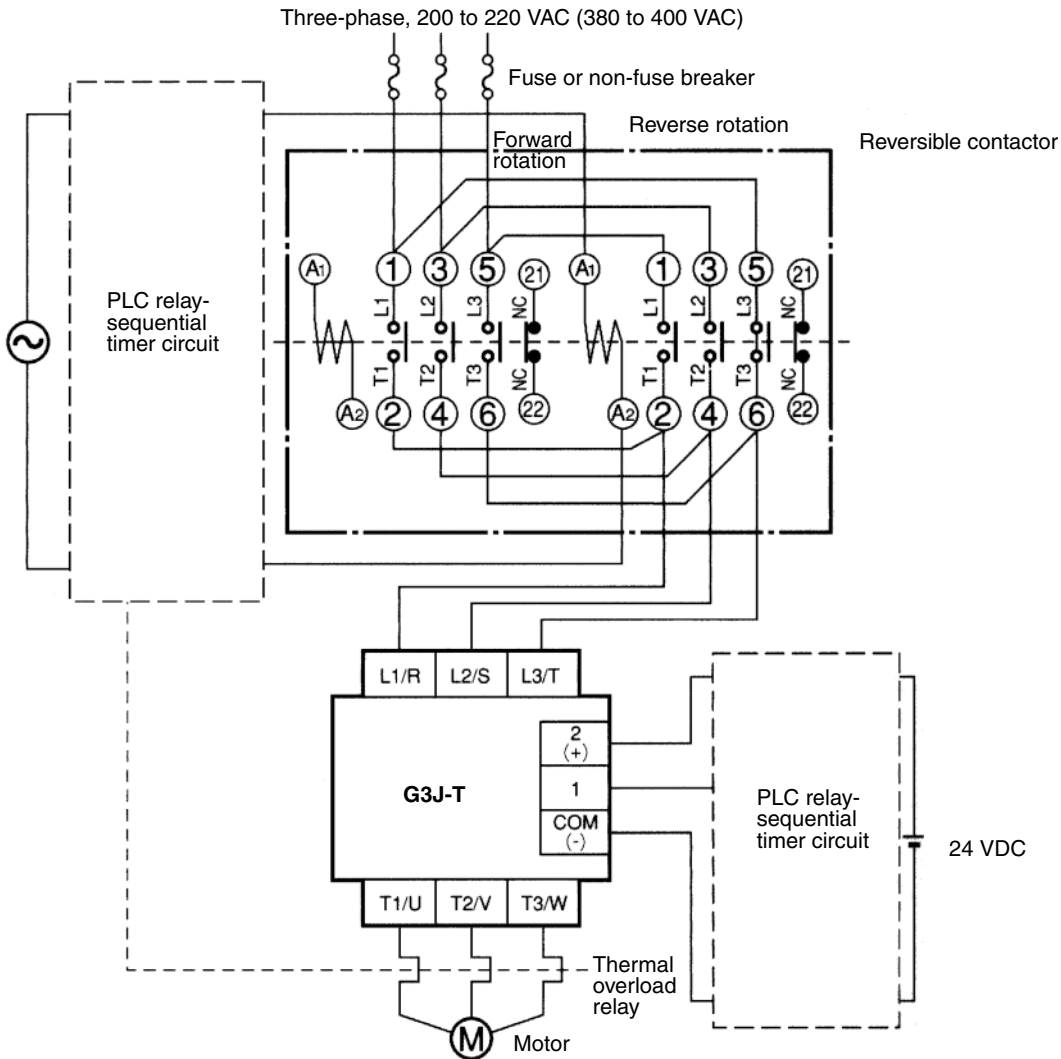 Three-phase, 200 to 220 VAC (380 to 400 VAC)
Fuse or non-fuse breaker
Forward
rotation
Reverse rotation
Reversible contactor
A1
1
3
5
21
A1
1
3
5
21
L1
L2
L3
NC
L1
L2
L3
NC
PLC relay-
sequential
timer circuit
T1
T2
T3
NC
T1
T2
T3
NC
A2
2
4
6
22
A2
2
4
6
22
L1/R
L2/S
L3/T
2
(+)
G3J-T
1
COM
(-)
PLC relay-
sequential
timer circuit
24 VDC
T1/U
T2/V
T3/W
Thermal
overload
relay
M
Motor